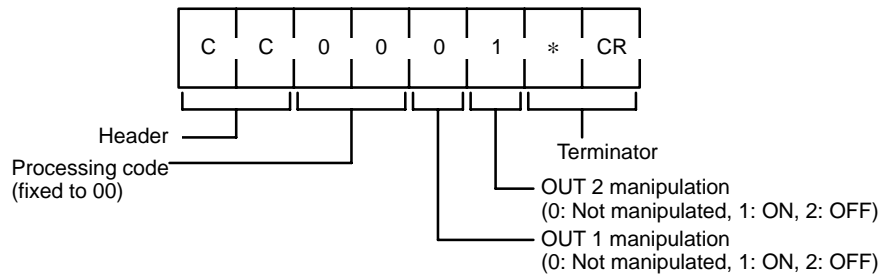 C C 0 0 0 1 * CR
Header
Processing code
(fixed to 00)
Terminator
OUT 2 manipulation
(0: Not manipulated, 1: ON, 2: OFF)
OUT 1 manipulation
(0: Not manipulated, 1: ON, 2: OFF)